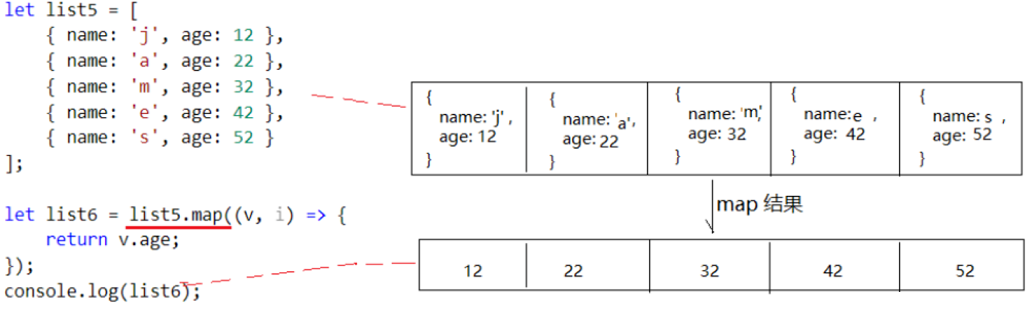 let list5 = [
    { name: 'j', age: 12 },
    { name: 'a', age: 22 },
    { name: 'm', age: 32 },
    { name: 'e', age: 42 },
    { name: 's', age: 52 }
];
let list6 = list5.map((v, i) => {
    return v.age;
});
console.log(list6);
{
name: 'j' ,
age: 12
}
{
name: 'a',
age: 22
}
{
name: 'm',
age: 32
}
{
name:e ,
age: 42
}
{
name: s ,
age: 52
}
map 结果
12 22 32 42 52